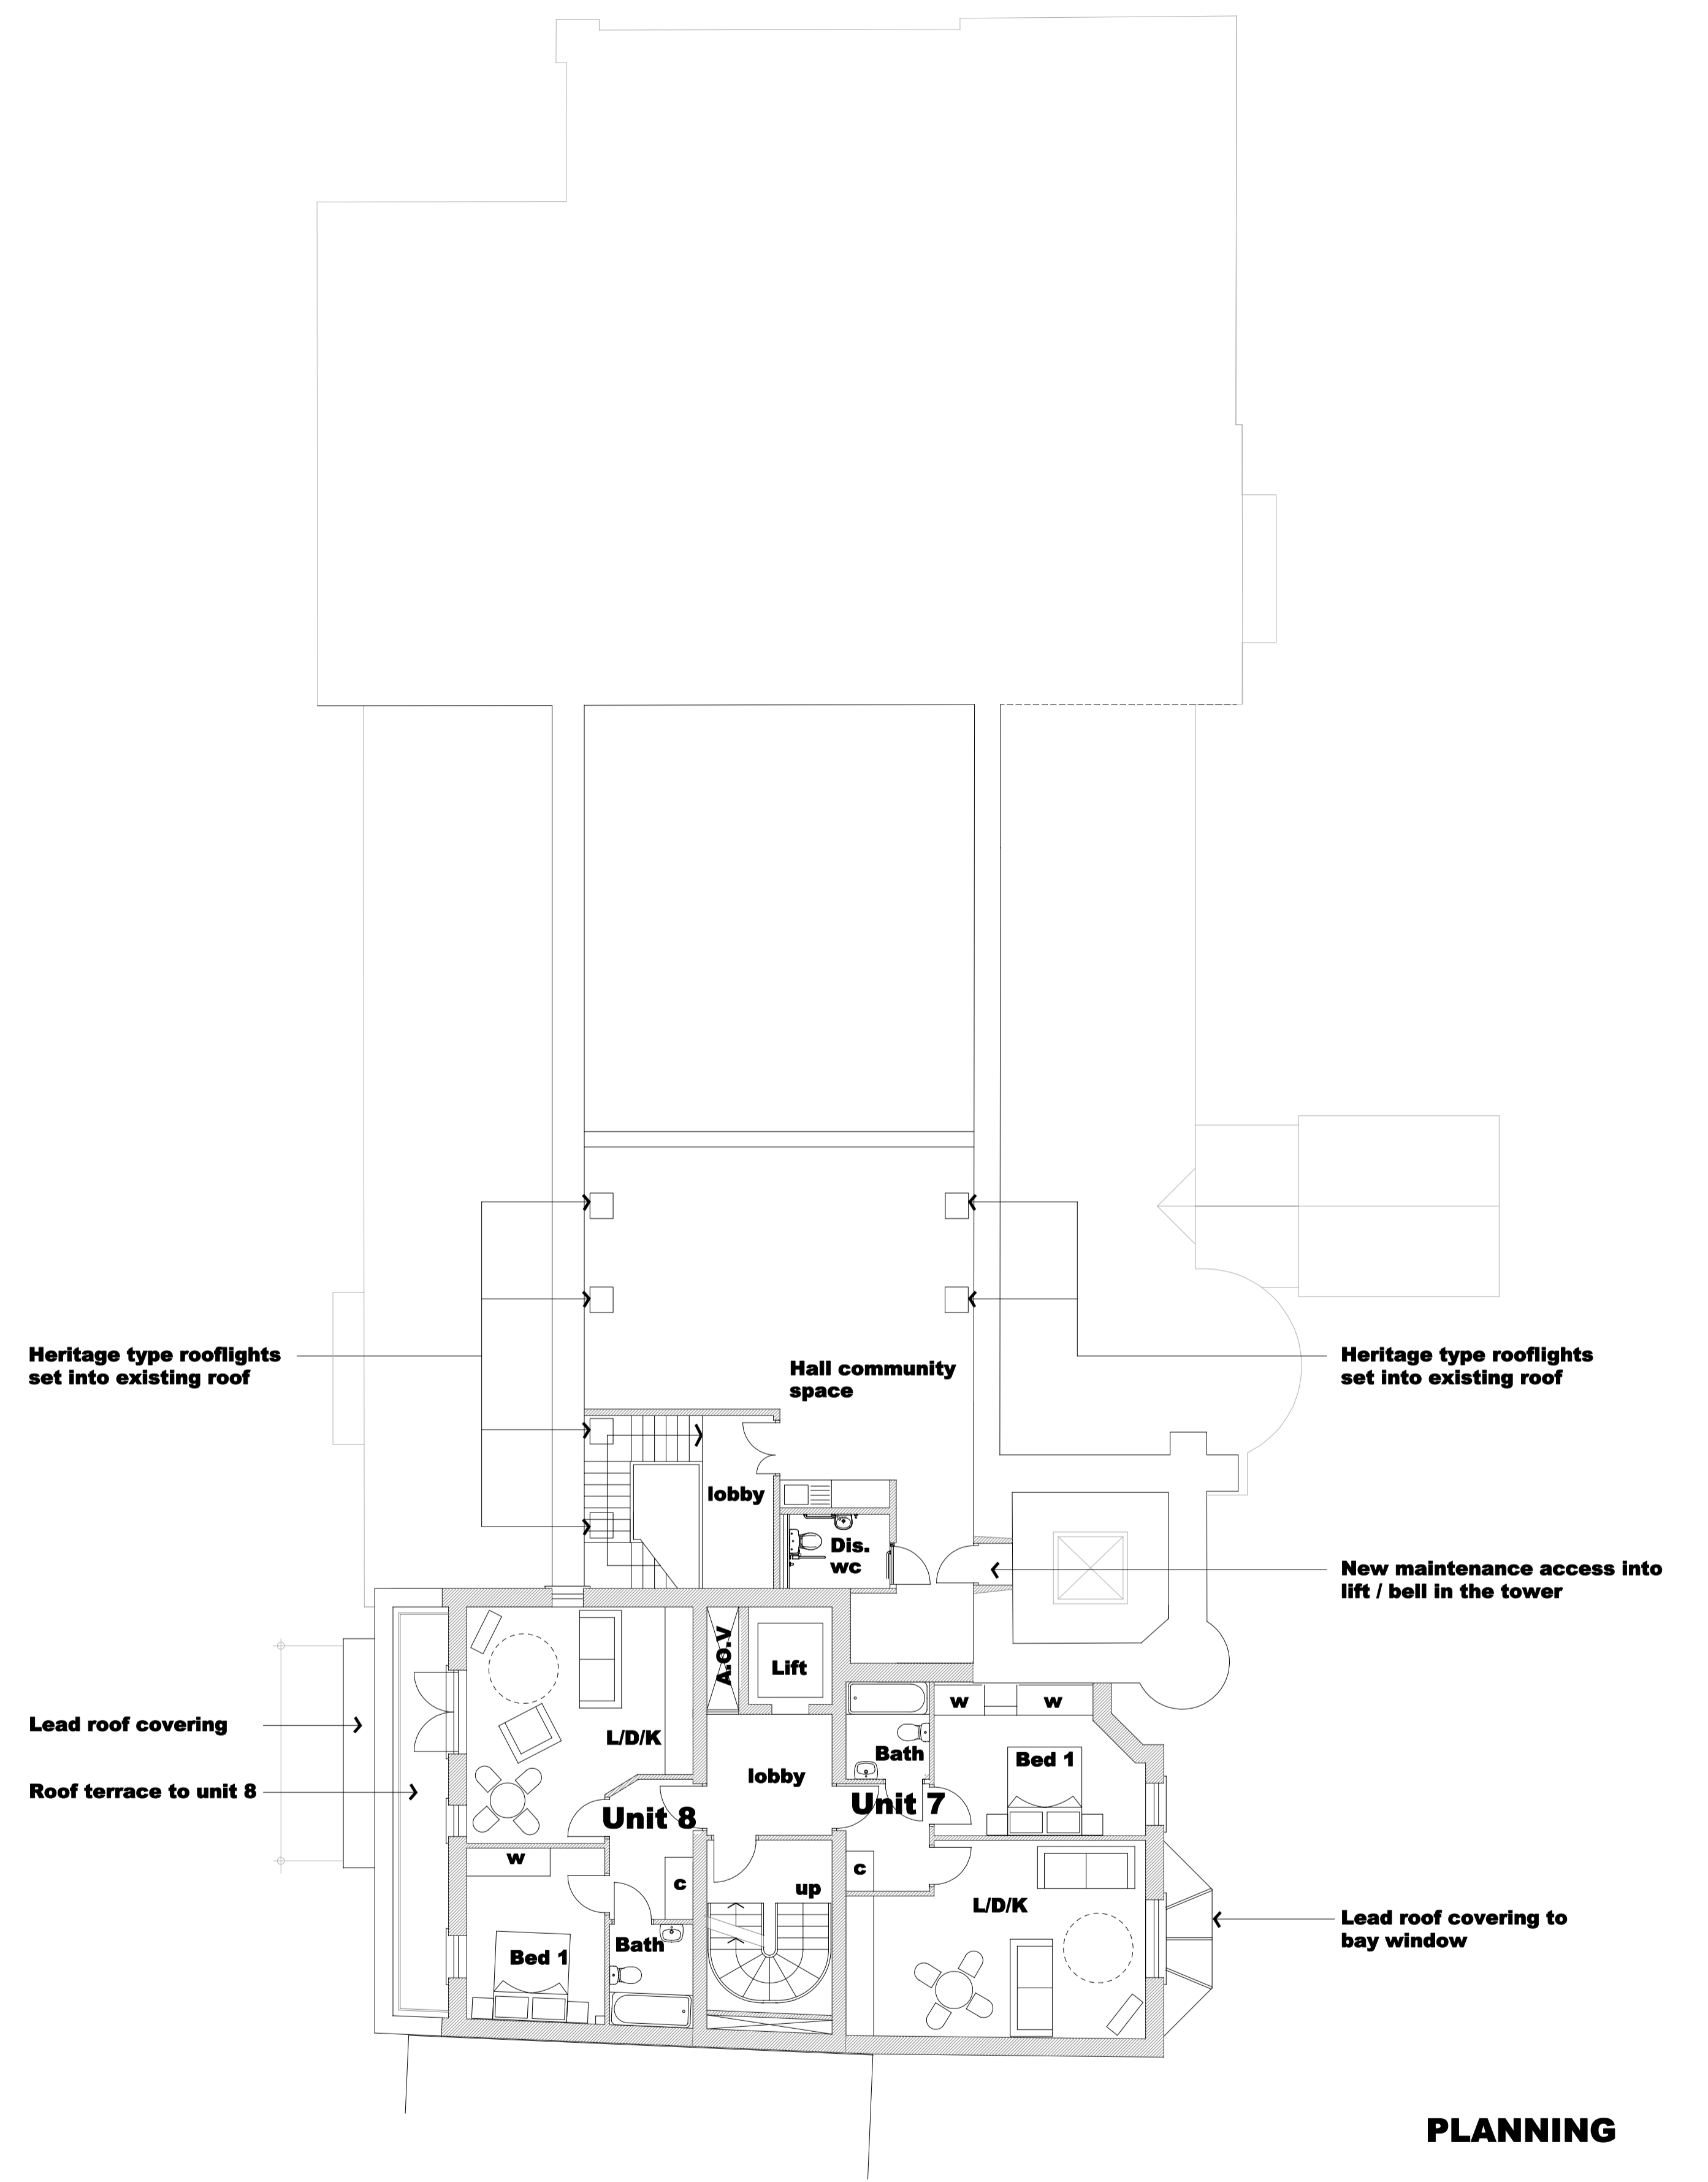 Heritage type rooflights
set into existing roof
Hall community
space
Heritage type rooflights
set into existing roof
lobby
Dis.
wc
New maintenance access into
lift / bell in the tower
A.O.V
Lift
w
w
Lead roof covering
L/D/K
Bath
Bed 1
lobby
Roof terrace to unit 8
Unit 8
Unit 7
w
c
c
up
L/D/K
Lead roof covering to
bay window
Bed 1
Bath
PLANNING